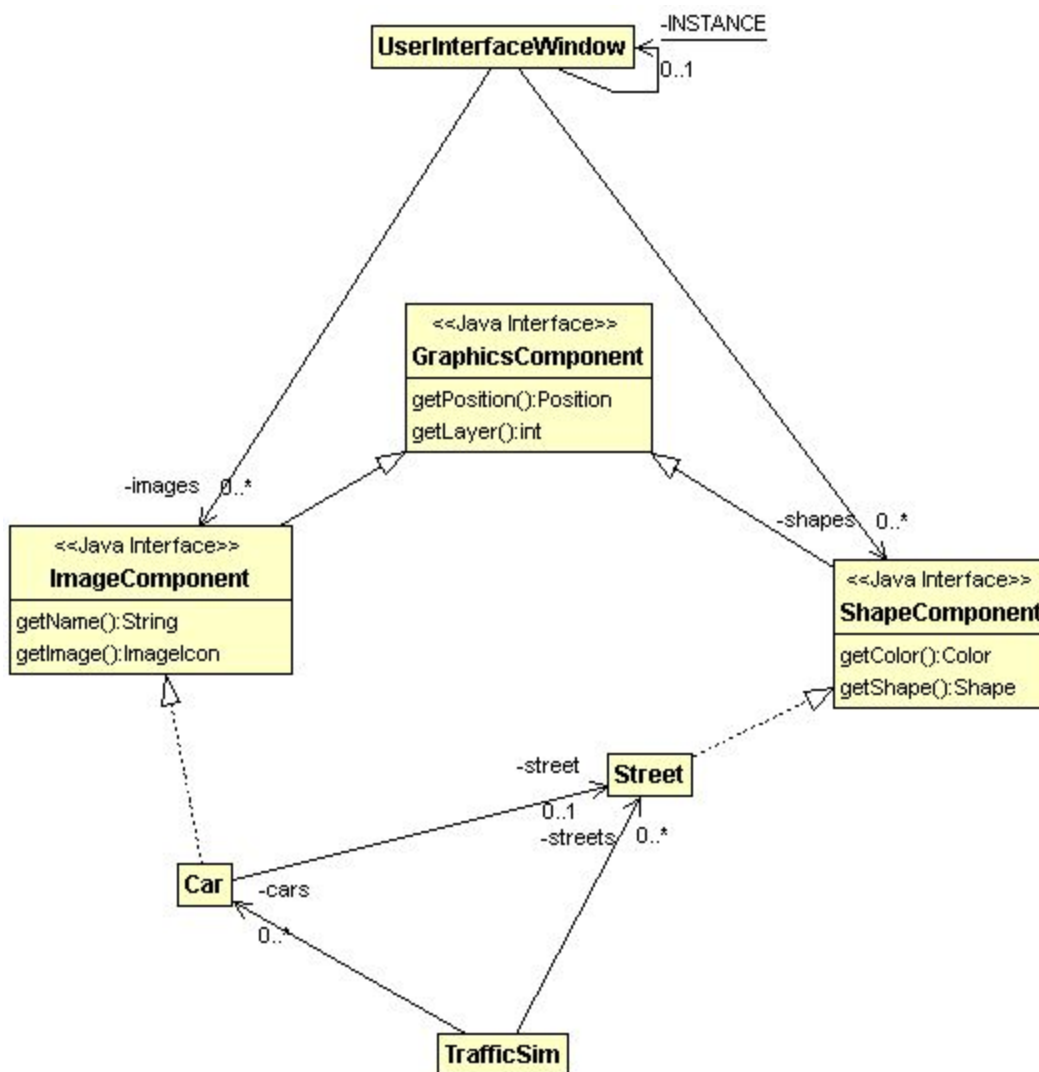 -INSTANCE
UserInterfaceWindow
0..1
<<Java Interface>>
GraphicsComponent
getPosition():Position
getLayer():int
-images 0..*
-shapes 0..*
<<Java Interface>>
ImageComponent
getName():String
getImage():ImageIcon
<<Java Interface>>
ShapeComponent
getColor():Color
getShape():Shape
-street
Street
0..1
-streets 0..*
Car
-cars
0..*
TrafficSim